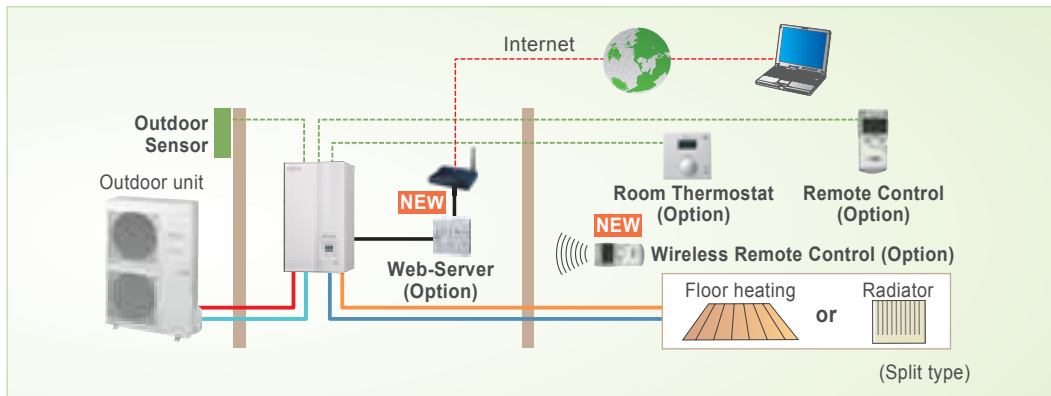 Internet
Outdoor
Sensor
Outdoor unit
NEW
Web-Server
(Option)
Room Thermostat
(Option)
Remote Control
(Option)
NEW
Wireless Remote Control (Option)
Floor heating
or
Radiator
(Split type)